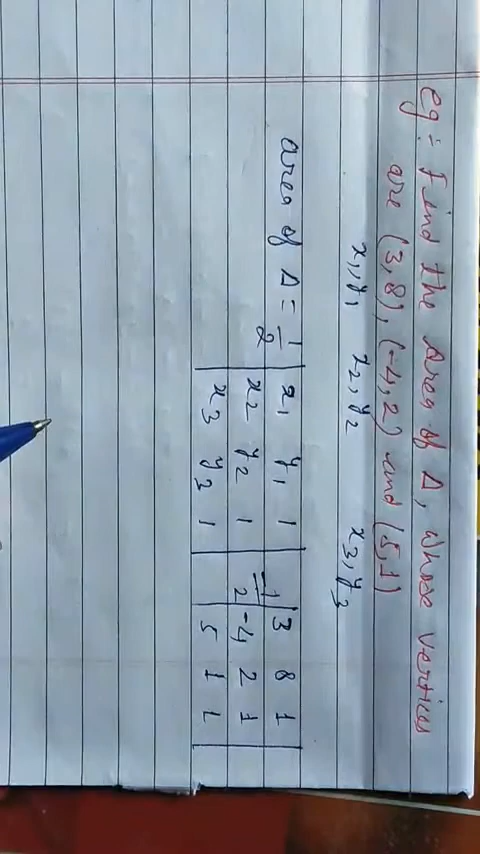 eg :- Find the Area of Δ, whose vertices
are (3, 8), (-4, 2) and (5, 1)
x₁, y₁ x₂, y₂ x₃, y₃
area of Δ = 1/2 | x₁ y₁ 1 | = 1/2 | 3 8 1 |
| x₂ y₂ 1 | | -4 2 1 |
| x₃ y₃ 1 | | 5 1 1 |